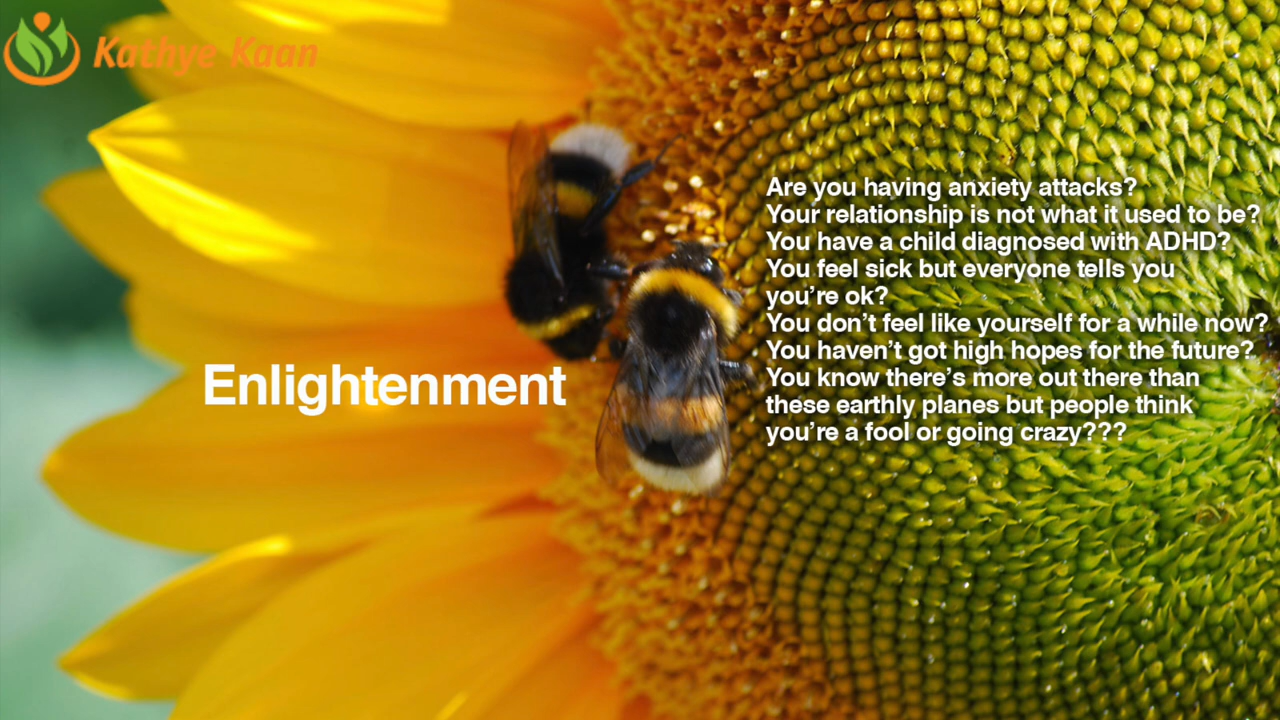 Kathye Kaan
Enlightenment
Are you having anxiety attacks?
Your relationship is not what it used to be?
You have a child diagnosed with ADHD?
You feel sick but everyone tells you
you’re ok?
You don’t feel like yourself for a while now?
You haven’t got high hopes for the future?
You know there’s more out there than
these earthly planes but people think
you’re a fool or going crazy???